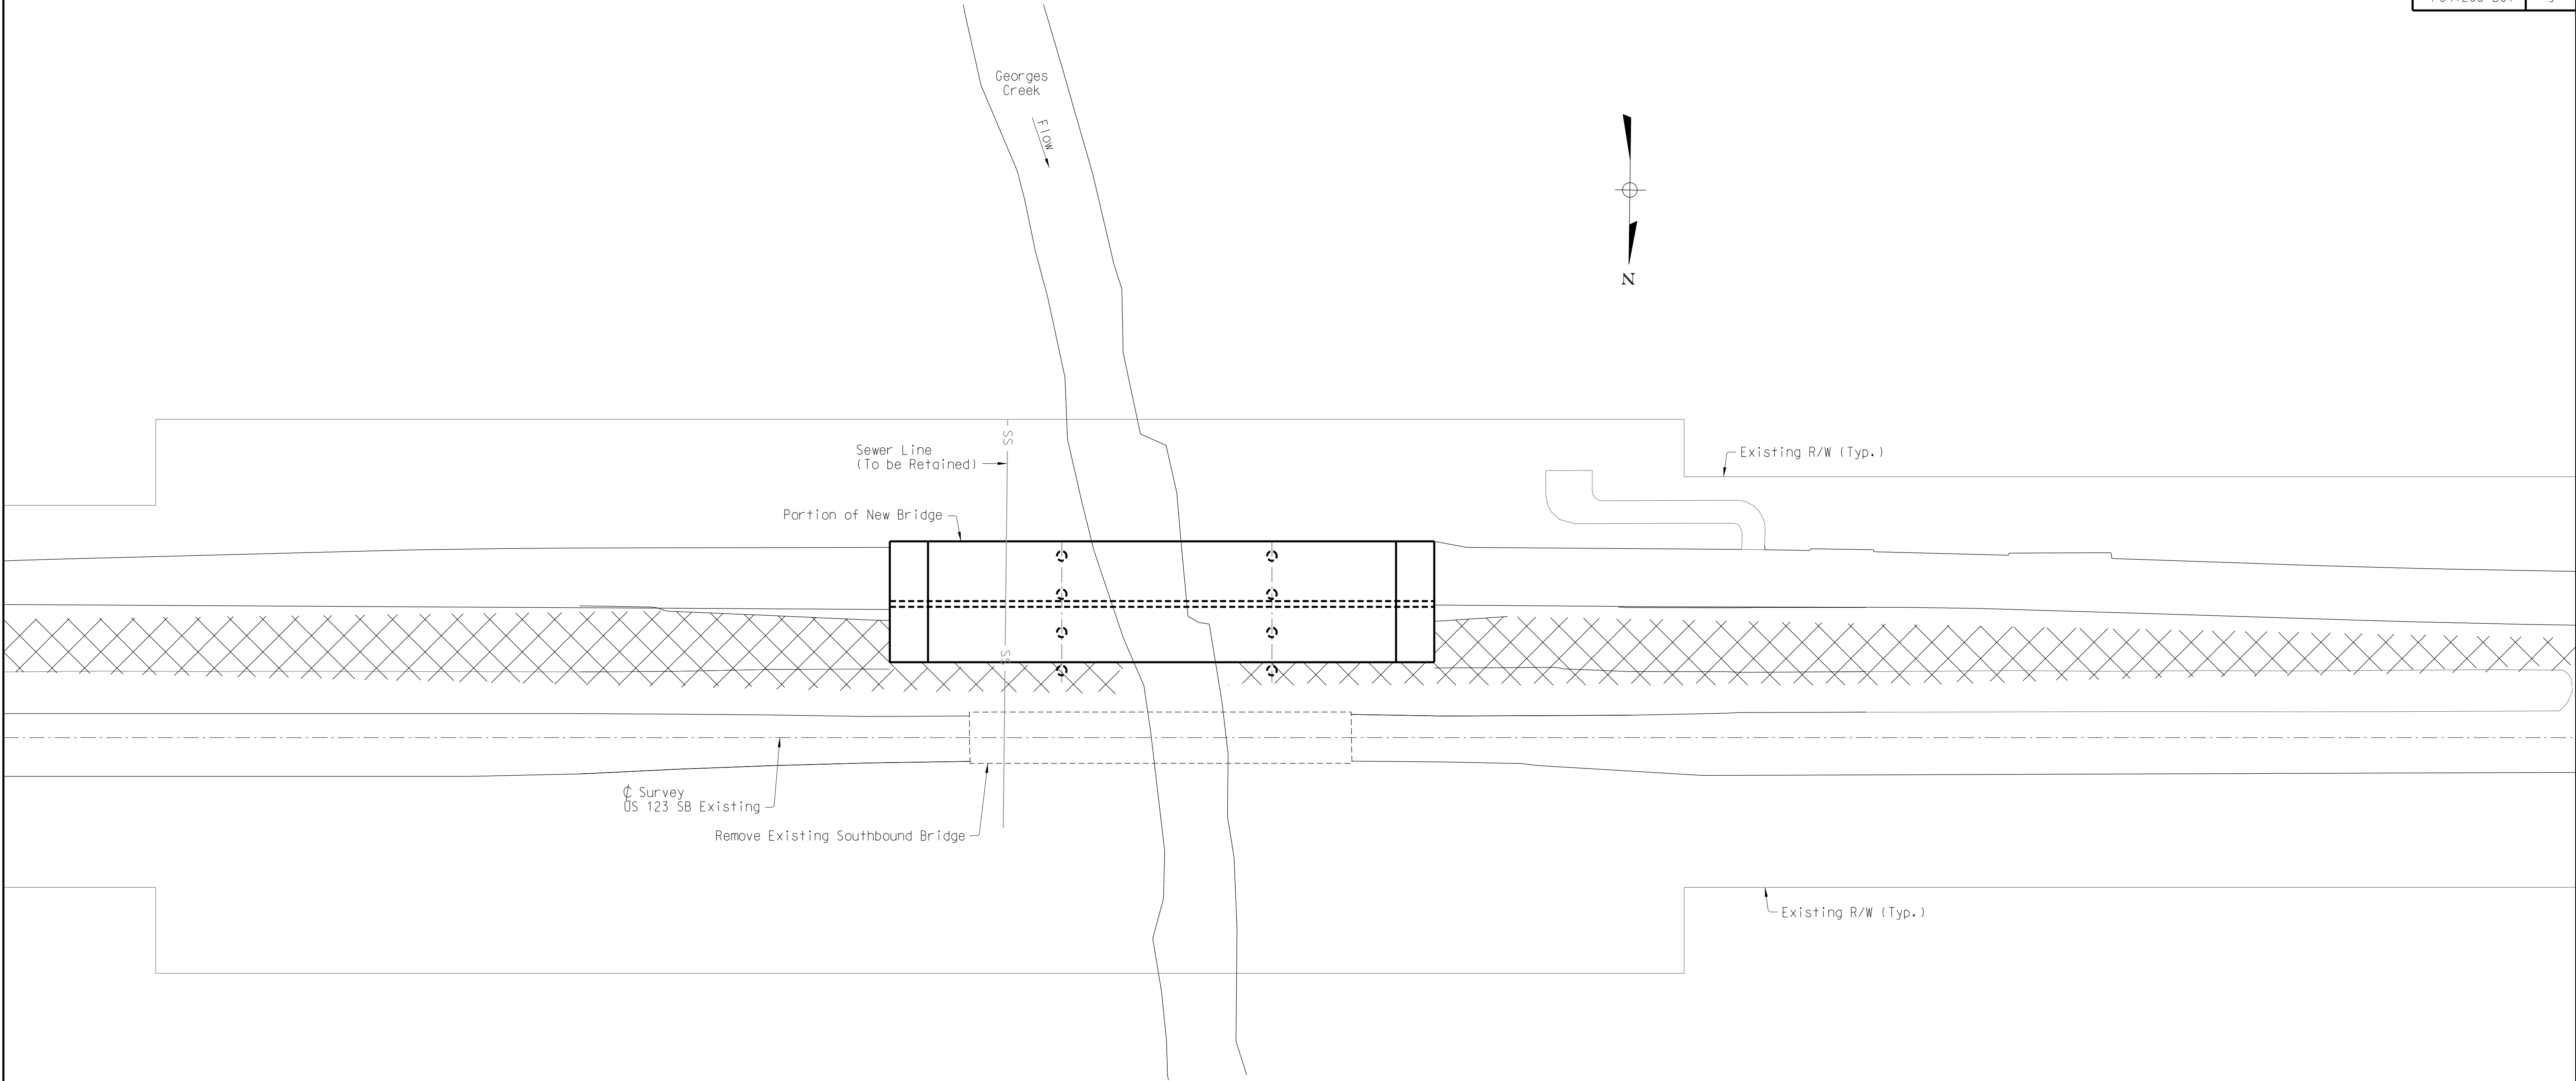 Georges
Creek
Flow
N
SS
Sewer Line
(To be Retained)
Existing R/W (Typ.)
Portion of New Bridge
SS
℄ Survey
US 123 SB Existing
Remove Existing Southbound Bridge
Existing R/W (Typ.)